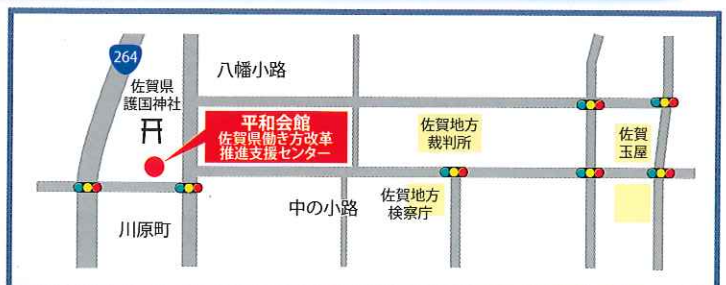 264
八幡小路
佐賀県
護国神社
平和会館
佐賀県働き方改革
推進支援センター
佐賀地方
裁判所
佐賀
玉屋
中の小路
佐賀地方
検察庁
川原町